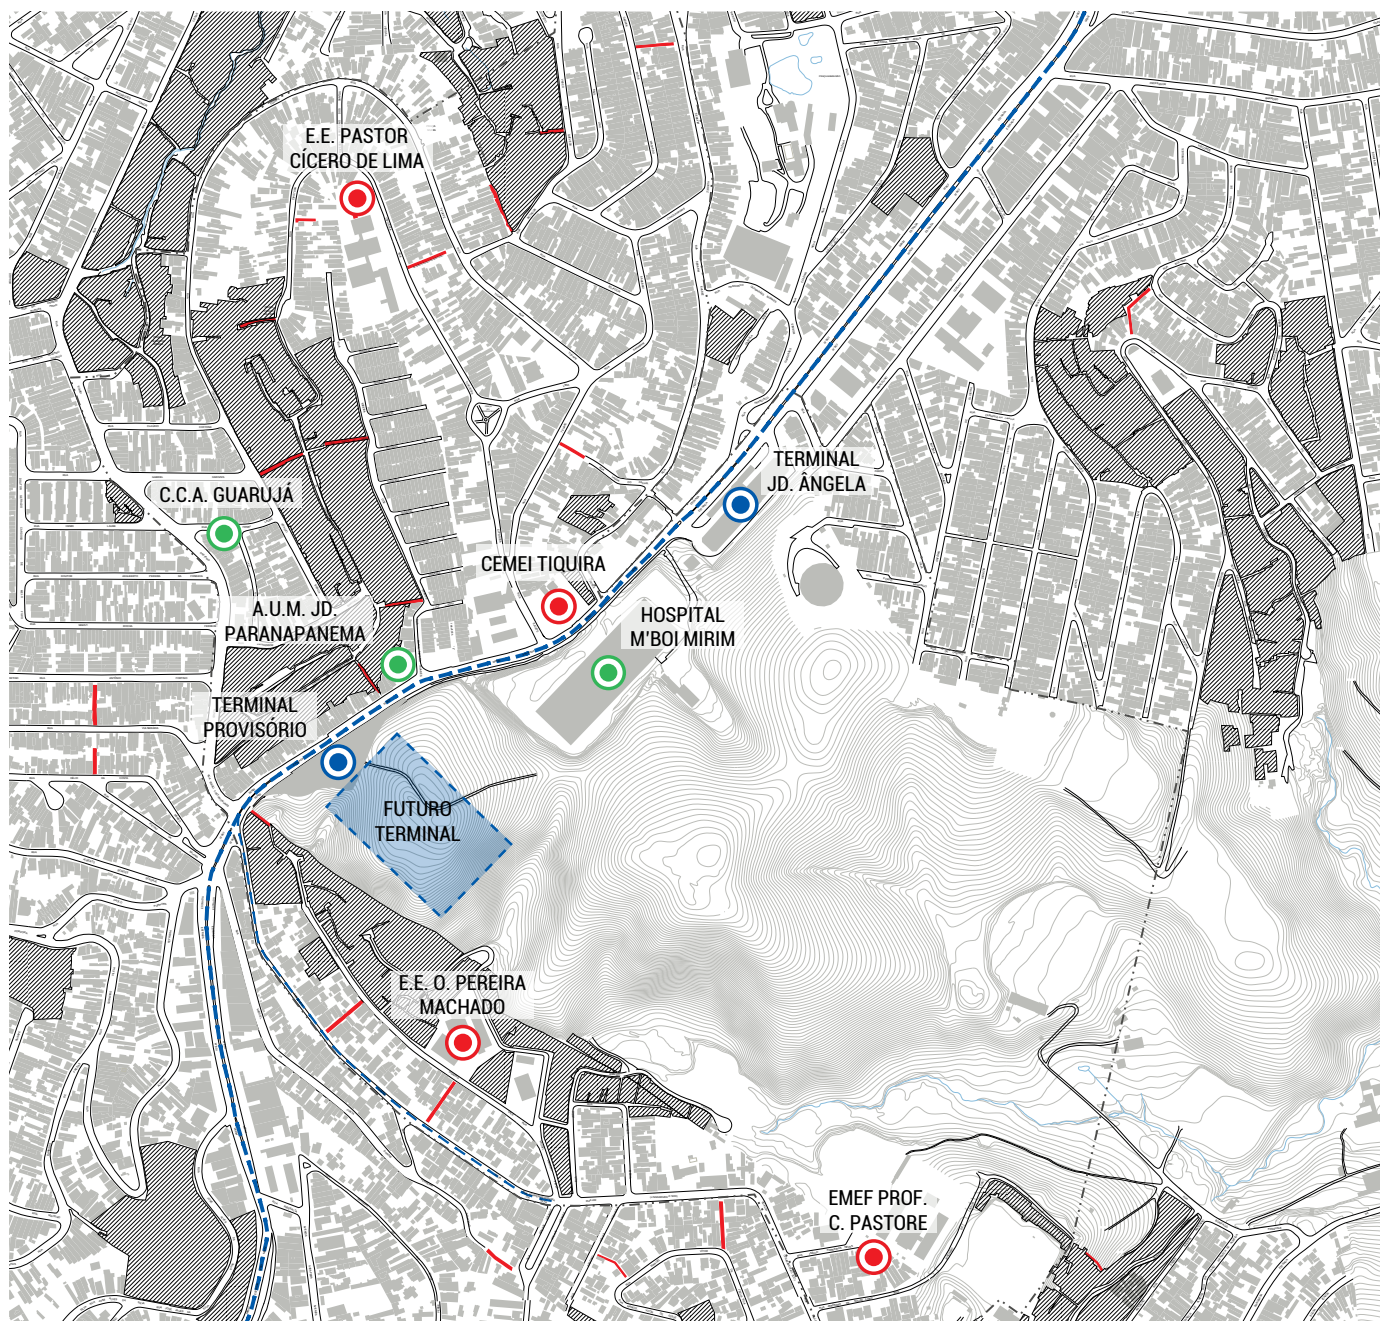 E.E. PASTOR
CÍCERO DE LIMA
TERMINAL
JD. ÂNGELA
C.C.A. GUARUJÁ
CEMEI TIQUIRA
A.U.M. JD.
PARANAPANEMA
HOSPITAL
M'BOI MIRIM
TERMINAL
PROVISÓRIO
FUTURO
TERMINAL
E.E. O. PEREIRA
MACHADO
EMEF PROF.
C. PASTORE